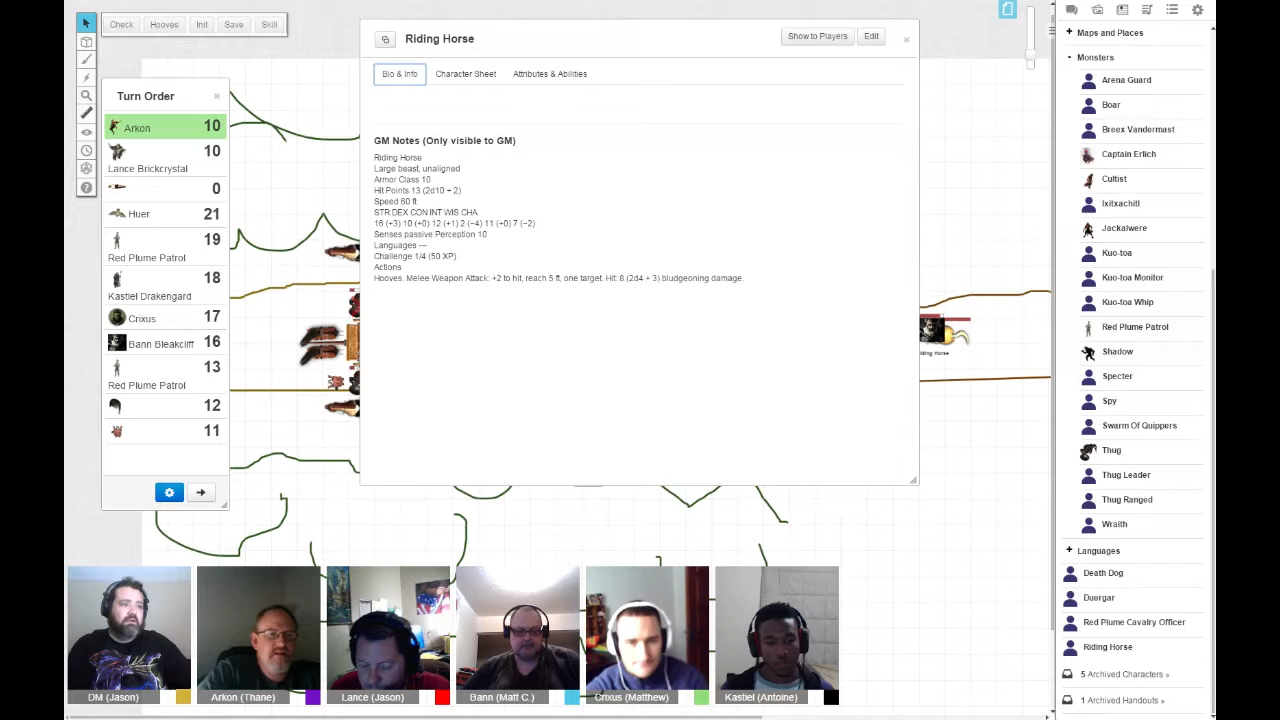 Check Hooves Init Save Skill
Turn Order
Arkon 10
10
Lance Brickcrystal
0
Huer 21
19
Red Plume Patrol
18
Kastiel Drakengard
Crixus 17
Bann Bleakcliff 16
13
Red Plume Patrol
12
11
Riding Horse
Show to Players Edit
Bio & Info Character Sheet Attributes & Abilities
GM Notes (Only visible to GM)
Riding Horse
Large beast, unaligned
Armor Class 10
Hit Points 13 (2d10 + 2)
Speed 60 ft
STR DEX CON INT WIS CHA
16 (+3) 10 (+0) 12 (+1) 2 (−4) 11 (+0) 7 (−2)
Senses passive Perception 10
Languages —
Challenge 1/4 (50 XP)
Actions
Hooves. Melee Weapon Attack: +2 to hit, reach 5 ft, one target. Hit: 8 (2d4 + 3) bludgeoning damage.
iding Horse
DM (Jason)
Arkon (Thane)
Lance (Jason)
Bann (Matt C.)
Crixus (Matthew)
Kastiel (Antoine)
Maps and Places
Monsters
Arena Guard
Boar
Breex Vandermast
Captain Erlich
Cultist
Ixitxachitl
Jackalwere
Kuo-toa
Kuo-toa Monitor
Kuo-toa Whip
Red Plume Patrol
Shadow
Specter
Spy
Swarm Of Quippers
Thug
Thug Leader
Thug Ranged
Wraith
Languages
Death Dog
Duergar
Red Plume Cavalry Officer
Riding Horse
5 Archived Characters »
1 Archived Handouts »